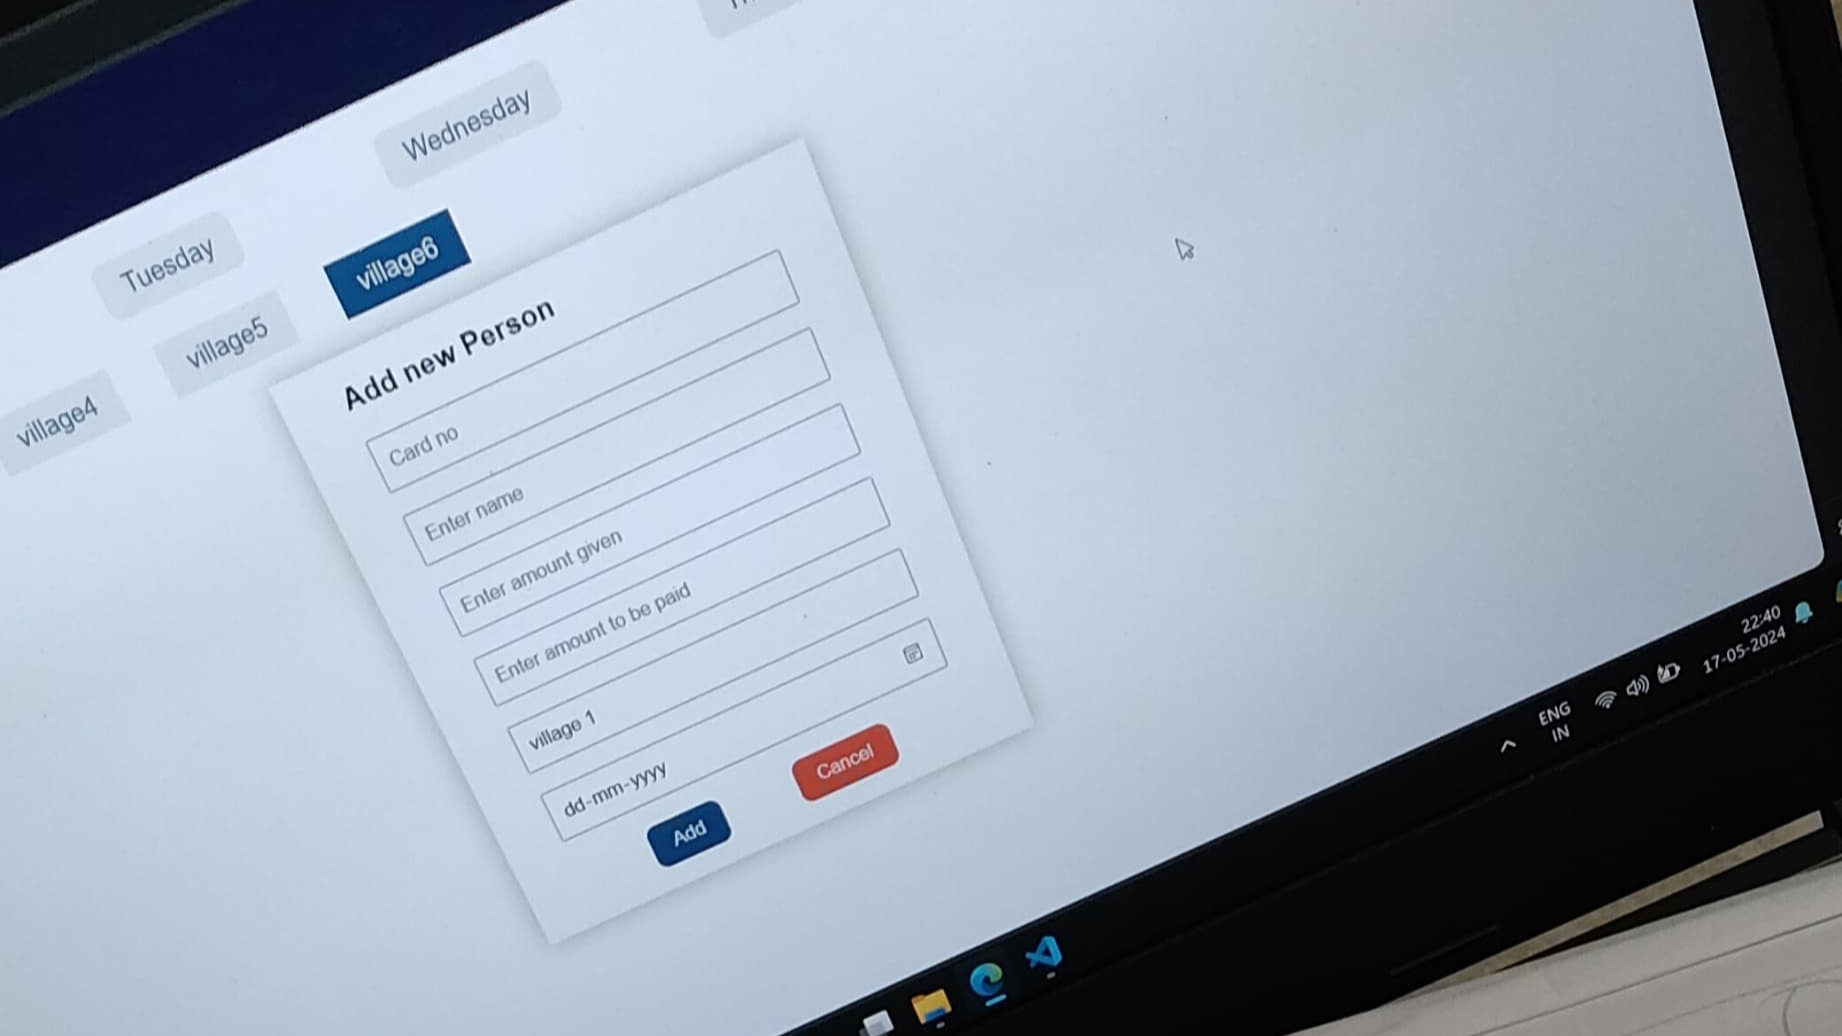 Tuesday
Wednesday
village4
village5
village6
Add new Person
Card no
Enter name
Enter amount given
Enter amount to be paid
village 1
dd-mm-yyyy
Add
Cancel
ENG
IN
22:40
17-05-2024